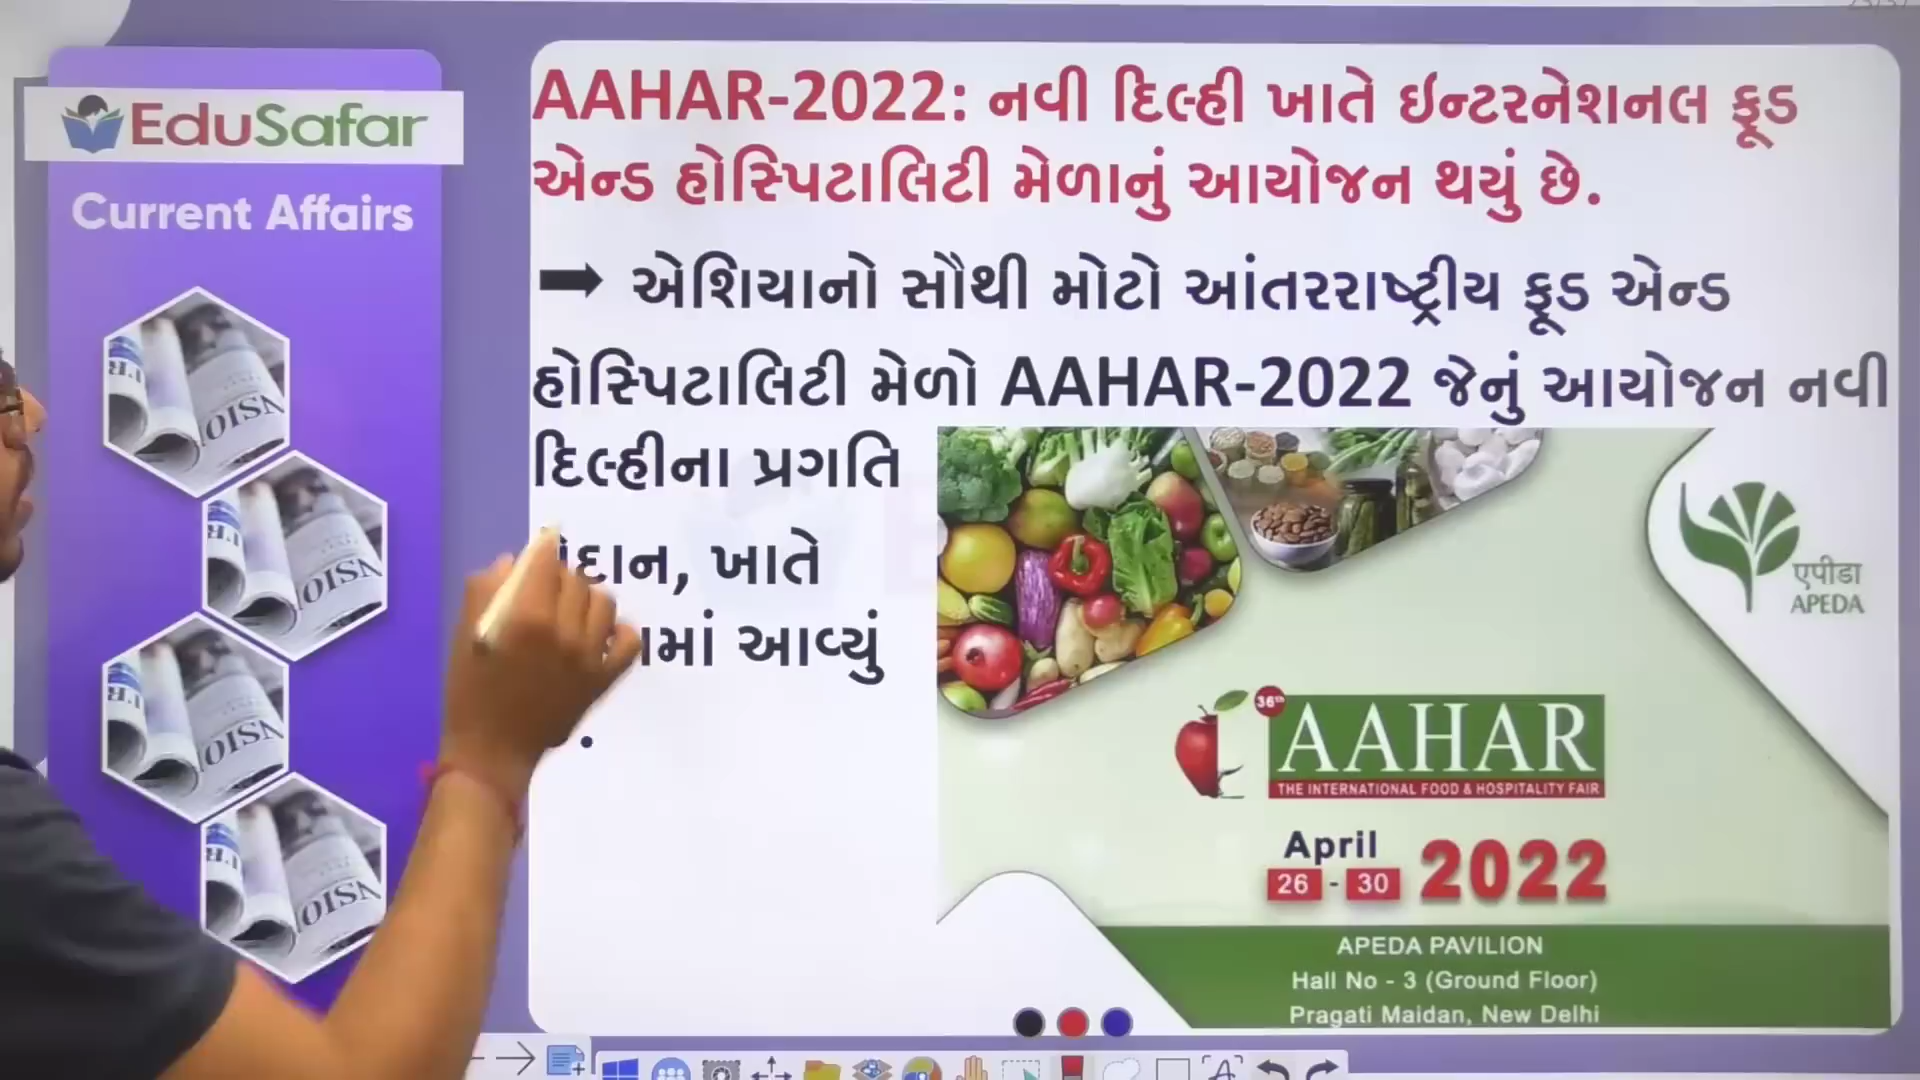 EduSafar
Current Affairs
AAHAR-2022: નવી દિલ્હી ખાતે ઇન્ટરનેશનલ ફૂડ
એન્ડ હોસ્પિટાલિટી મેળાનું આયોજન થયું છે.
➡ એશિયાનો સૌથી મોટો આંતરરાષ્ટ્રીય ફૂડ એન્ડ
હોસ્પિટાલિટી મેળો AAHAR-2022 જેનું આયોજન નવી
દિલ્હીના પ્રગતિ
ખાતે
આવ્યું
एपीडा
APEDA
36th
AAHAR
THE INTERNATIONAL FOOD & HOSPITALITY FAIR
April
26 - 30 2022
APEDA PAVILION
Hall No - 3 (Ground Floor)
Pragati Maidan, New Delhi